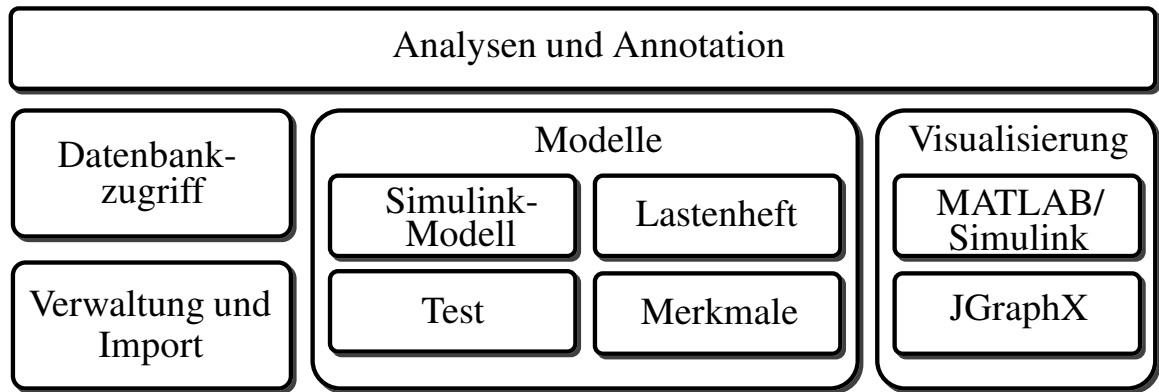 Analysen und Annotation
Datenbank-
zugriff
Verwaltung und
Import
Modelle
Simulink-
Modell
Lastenheft
Test
Merkmale
Visualisierung
MATLAB/
Simulink
JGraphX